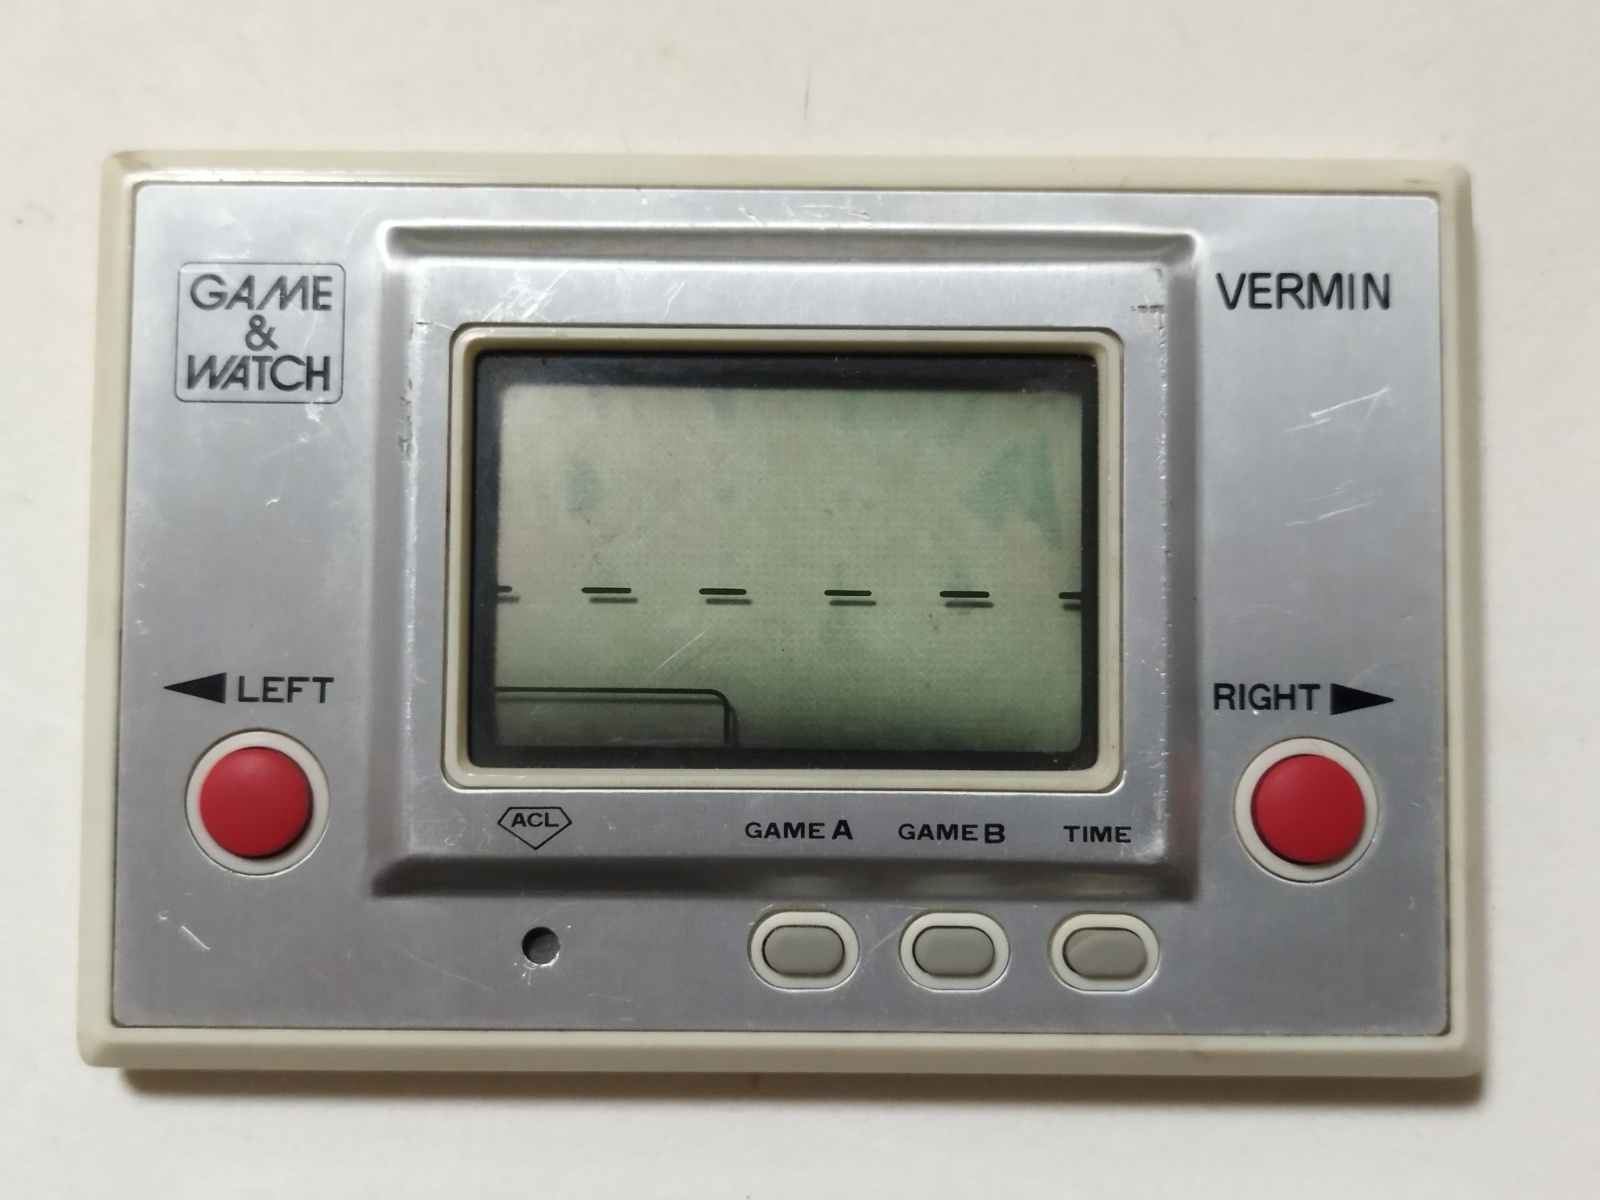 GAME
&
WATCH
VERMIN
LEFT
RIGHT
ACL
GAME A
GAME B
TIME